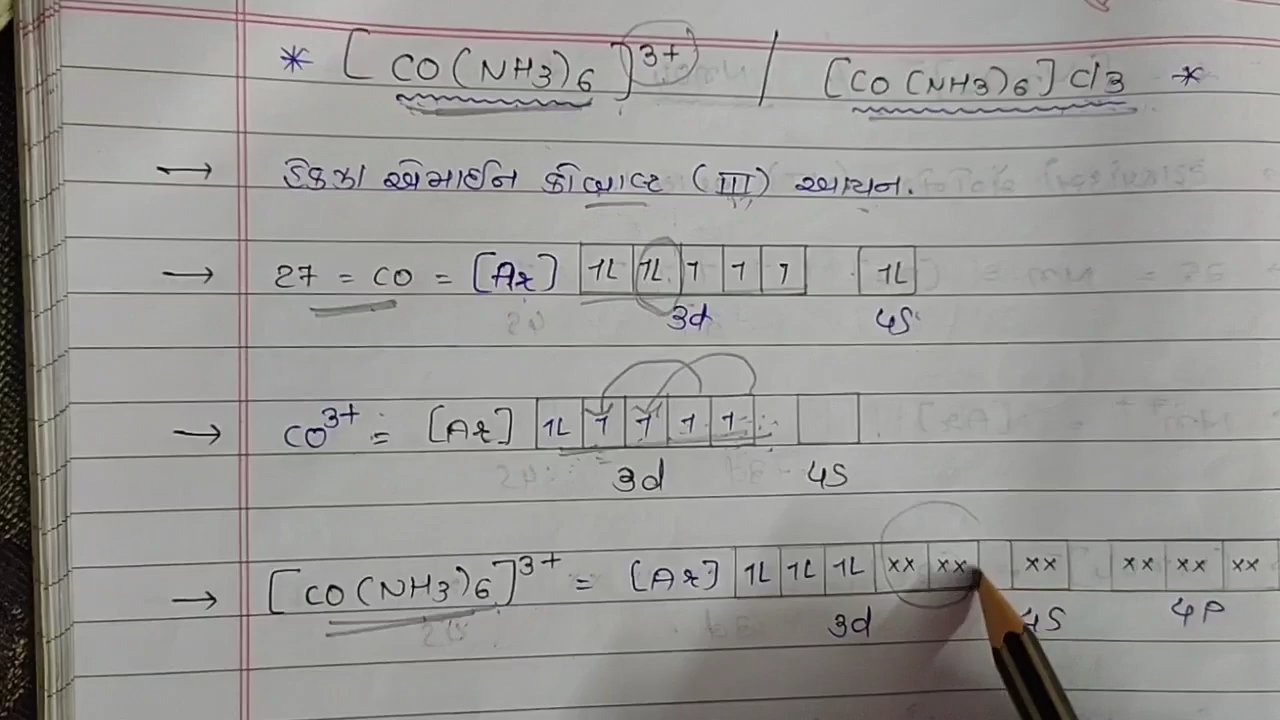 * [CO(NH3)6]3+ / [CO(NH3)6]Cl3 *
→ હેક્ઝા એમાઈન કોબાલ્ટ (III) આયન.
→ 27 = CO = [Ar] 1L 1L 1 1 1 1L
3d 4S
→ CO3+ = [Ar] 1L 1 1 1 1
3d 4S
→ [CO(NH3)6]3+ = [Ar] 1L 1L 1L xx xx xx xx xx xx
3d 4S 4P